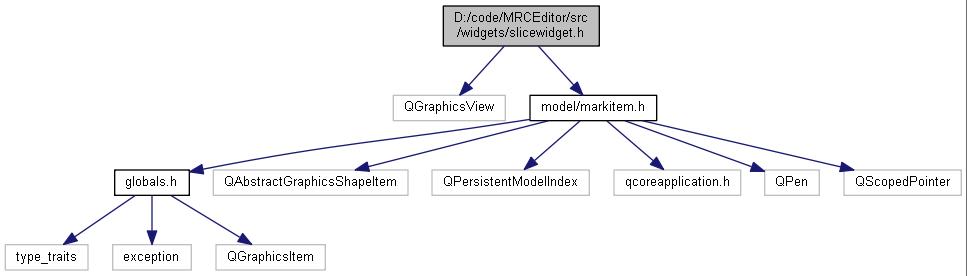 D:/code/MRCEditor/src
/widgets/slicewidget.h
QGraphicsView
model/markitem.h
globals.h
QAbstractGraphicsShapeItem
QPersistentModelIndex
qcoreapplication.h
QPen
QScopedPointer
type_traits
exception
QGraphicsItem